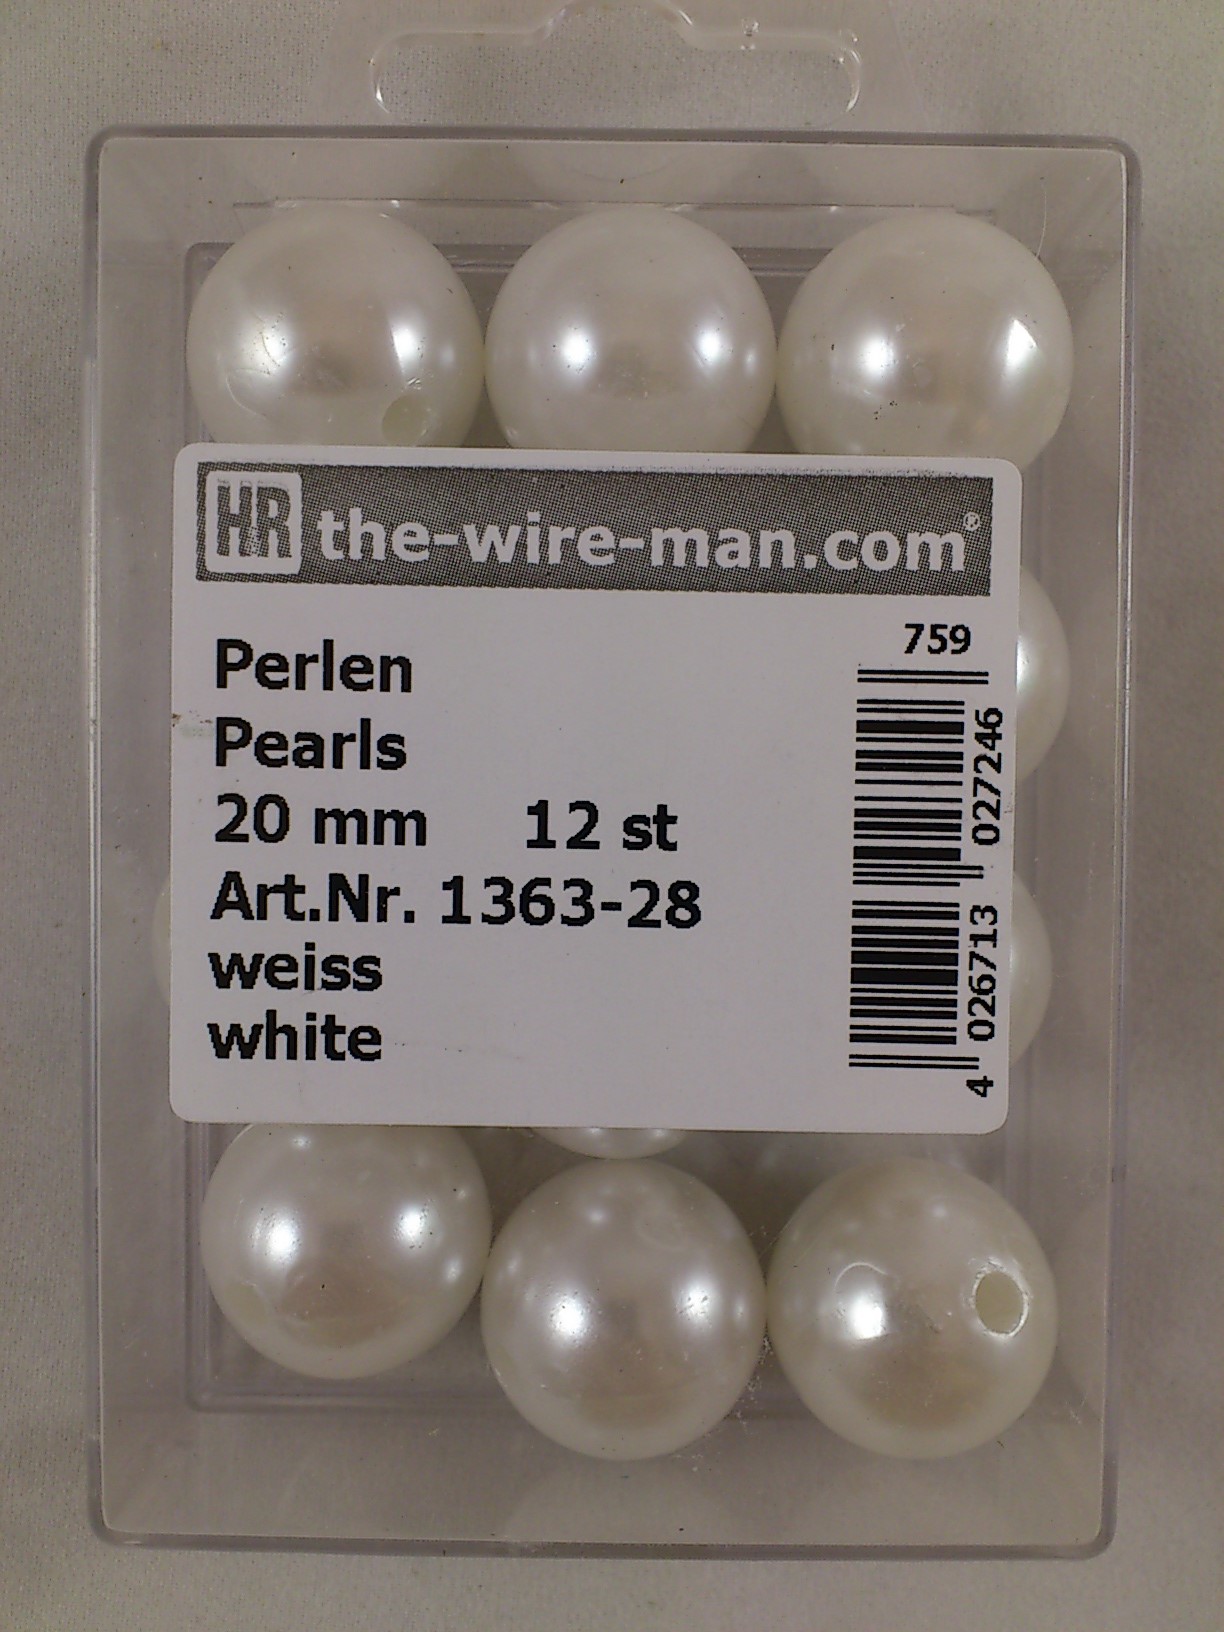 HR the-wire-man.com®
759
Perlen
Pearls
20 mm 12 st
Art.Nr. 1363-28
weiss
white
4 026713 027246